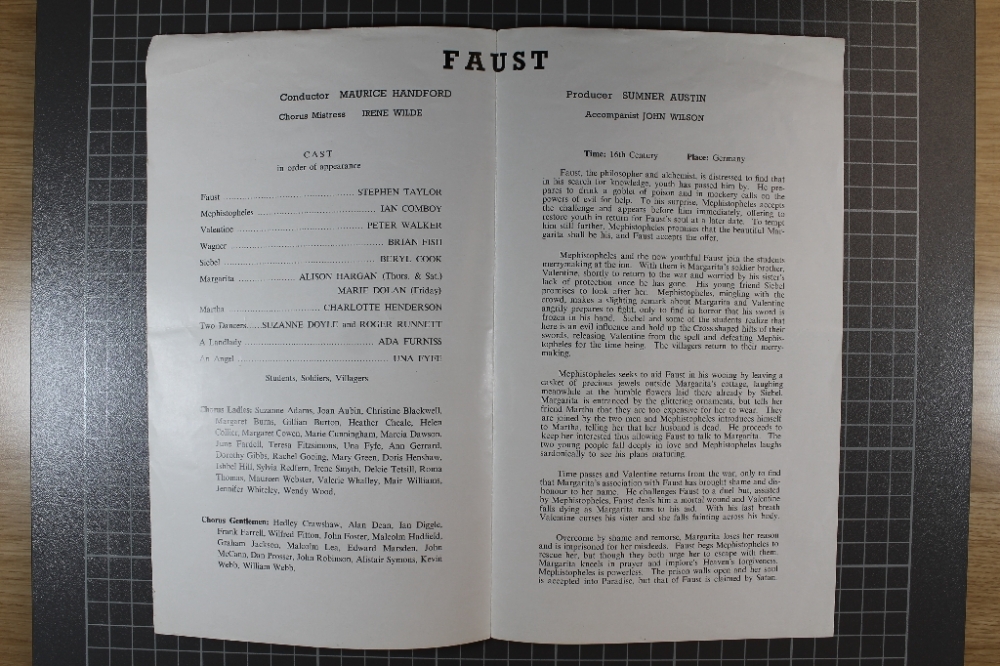 FAUST
Conductor MAURICE HANDFORD
Chorus Mistress IRENE WILDE
CAST
in order of appearance
Faust ................................ STEPHEN TAYLOR
Mephistopheles ............................. IAN COMBOY
Valentine ................................ PETER WALKER
Wagner .................................... BRIAN FISH
Siebel .................................... BERYL COOK
Margarita ............... ALISON HARGAN (Thurs. & Sat.)
MARIE DOLAN (Friday)
Martha ........................ CHARLOTTE HENDERSON
Two Dancers.....SUZANNE DOYLE and ROGER RUNNETT
A Landlady ............................. ADA FURNISS
An Angel ................................. UNA FYFE
Students, Soldiers, Villagers
Chorus Ladies: Suzanne Adams, Joan Aubin, Christine Blackwell,
Margaret Burns, Gillian Burton, Heather Cheale, Helen
Collier, Margaret Cowen, Marie Cunningham, Marcia Dawson,
June Fardell, Teresa Fitzsimons, Una Fyfe, Ann Gerrard,
Dorothy Gibbs, Rachel Goeing, Mary Green, Doris Henshaw,
Isobel Hill, Sylvia Redfern, Irene Smyth, Delcie Tetsill, Roma
Thomas, Maureen Webster, Valerie Whalley, Mair Williams,
Jennifer Whiteley, Wendy Wood.
Chorus Gentlemen: Hedley Crawshaw, Alan Dean, Ian Diggle,
Frank Farrell, Wilfred Fitton, John Foster, Malcolm Hadfield,
Graham Jackson, Malcolm Lea, Edward Marsden, John
McCann, Dan Prosser, John Robinson, Alistair Symons, Kevin
Webb, William Webb.
Producer SUMNER AUSTIN
Accompanist JOHN WILSON
Time: 16th Century Place: Germany
Faust, the philosopher and alchemist, is distressed to find that
in his search for knowledge, youth has passed him by. He pre-
pares to drink a goblet of poison and in mockery calls on the
powers of evil for help. To his surprise, Mephistopheles accepts
the challenge and appears before him immediately, offering to
restore youth in return for Faust's soul at a later date. To tempt
him still further, Mephistopheles promises that the beautiful Mar-
garita shall be his, and Faust accepts the offer.
Mephistopheles and the now youthful Faust join the students
merrymaking at the inn. With them is Margarita's soldier brother,
Valentine, shortly to return to the war and worried by his sister's
lack of protection once he has gone. His young friend Siebel
promises to look after her. Mephistopheles, mingling with the
crowd, makes a slighting remark about Margarita and Valentine
angrily prepares to fight, only to find in horror that his sword is
frozen in his hand. Siebel and some of the students realize that
here is an evil influence and hold up the Cross-shaped hilts of their
swords, releasing Valentine from the spell and defeating Mephis-
topheles for the time being. The villagers return to their merry-
making.
Mephistopheles seeks to aid Faust in his wooing by leaving a
casket of precious jewels outside Margarita's cottage, laughing
meanwhile at the humble flowers laid there already by Siebel.
Margarita is entranced by the glittering ornaments, but tells her
friend Martha that they are too expensive for her to wear. They
are joined by the two men and Mephistopheles introduces himself
to Martha, telling her that her husband is dead. He proceeds to
keep her interested thus allowing Faust to talk to Margarita. The
two young people fall deeply in love and Mephistopheles laughs
sardonically to see his plans maturing.
Time passes and Valentine returns from the war, only to find
that Margarita's association with Faust has brought shame and dis-
honour to her name. He challenges Faust to a duel but, assisted
by Mephistopheles, Faust deals him a mortal wound and Valentine
falls dying as Margarita runs to his aid. With his last breath
Valentine curses his sister and she falls fainting across his body.
Overcome by shame and remorse, Margarita loses her reason
and is imprisoned for her misdeeds. Faust begs Mephistopheles to
rescue her, but though they both urge her to escape with them,
Margarita kneels in prayer and implore's Heaven's forgiveness.
Mephistopheles is powerless. The prison walls open and her soul
is accepted into Paradise, but that of Faust is claimed by Satan.